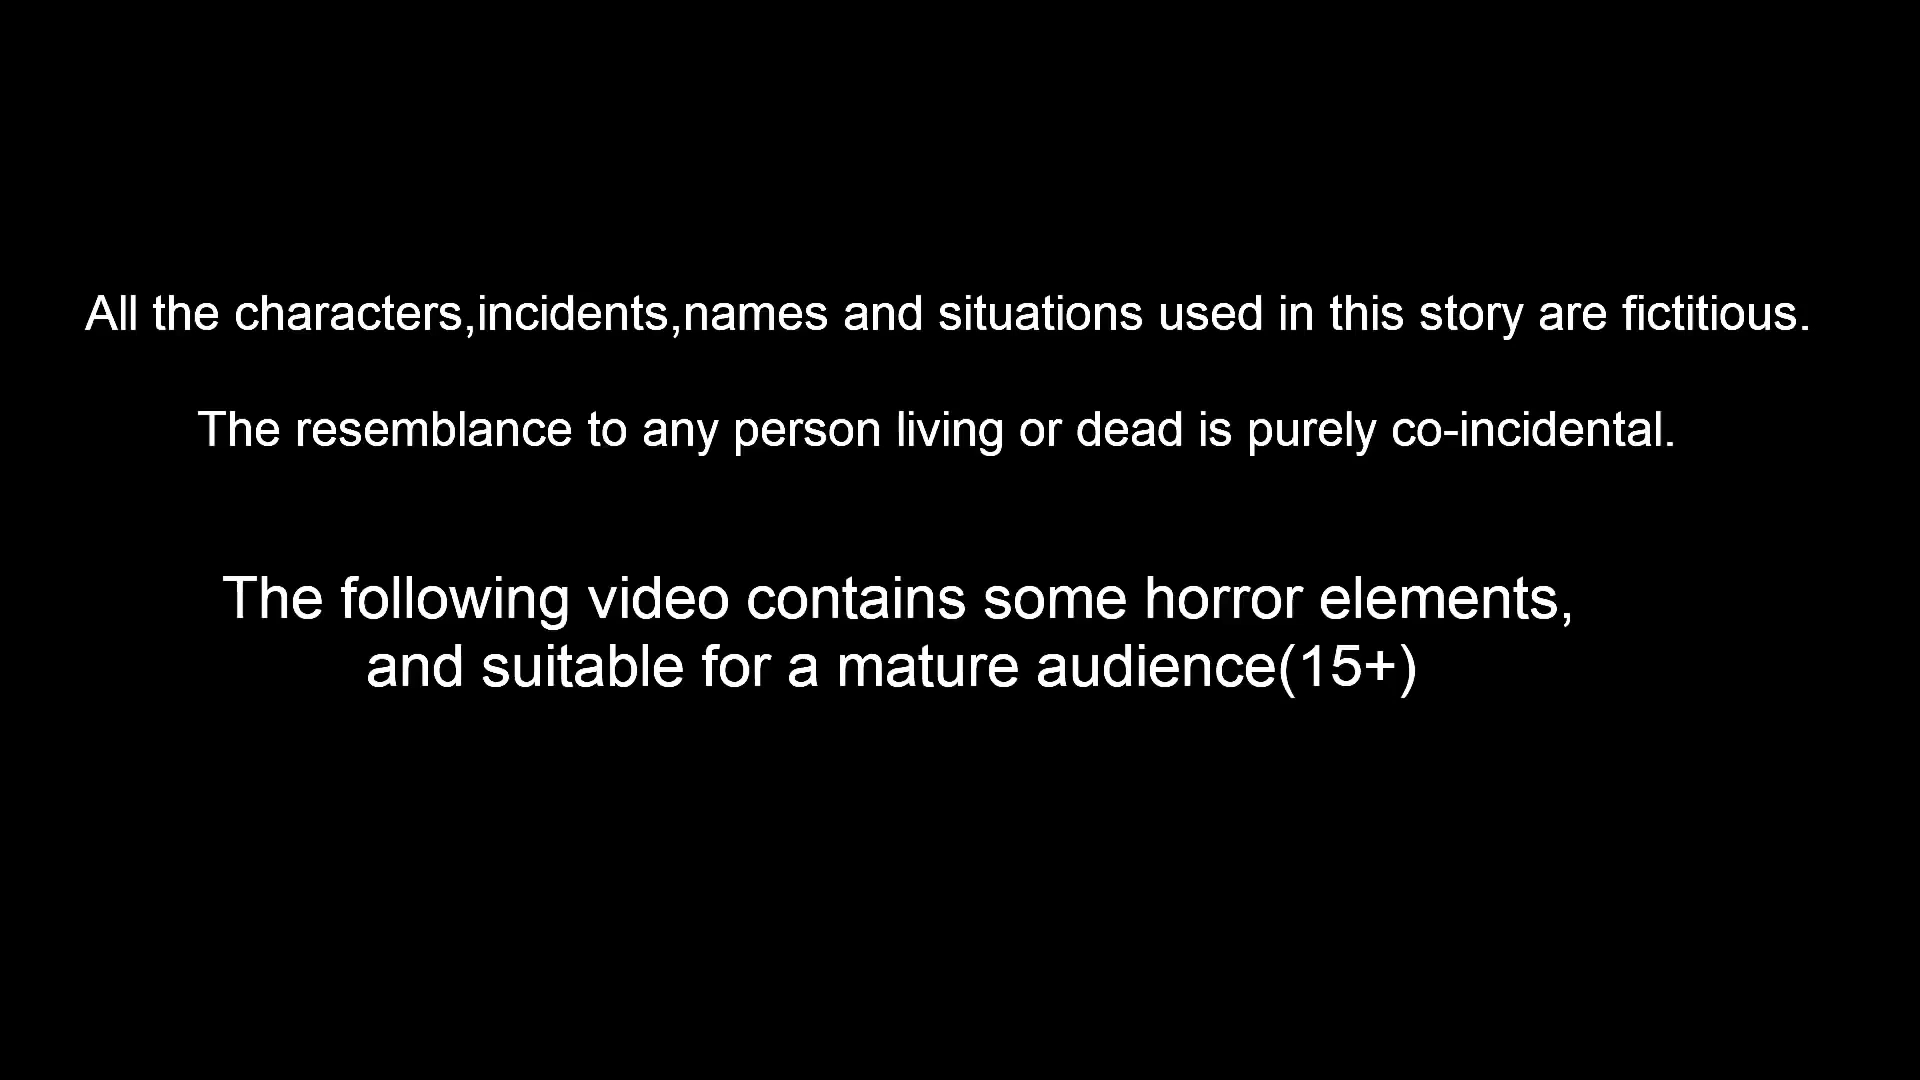 All the characters,incidents,names and situations used in this story are fictitious.
The resemblance to any person living or dead is purely co-incidental.
The following video contains some horror elements,
and suitable for a mature audience(15+)